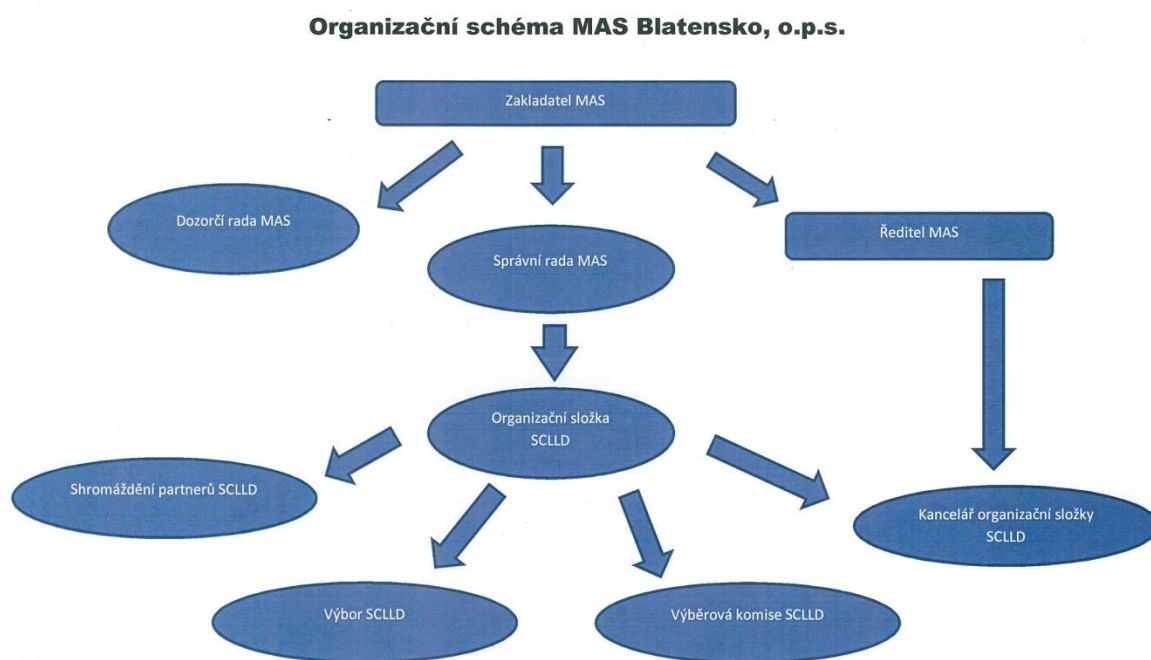 Organizační schéma MAS Blatensko, o.p.s.
Zakladatel MAS
Dozorčí rada MAS
Správní rada MAS
Ředitel MAS
Organizační složka
SCLLD
Shromáždění partnerů SCLLD
Kancelář organizační složky
SCLLD
Výbor SCLLD
Výběrová komise SCLLD